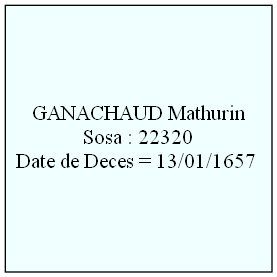 GANACHAUD Mathurin
Sosa : 22320
Date de Deces = 13/01/1657